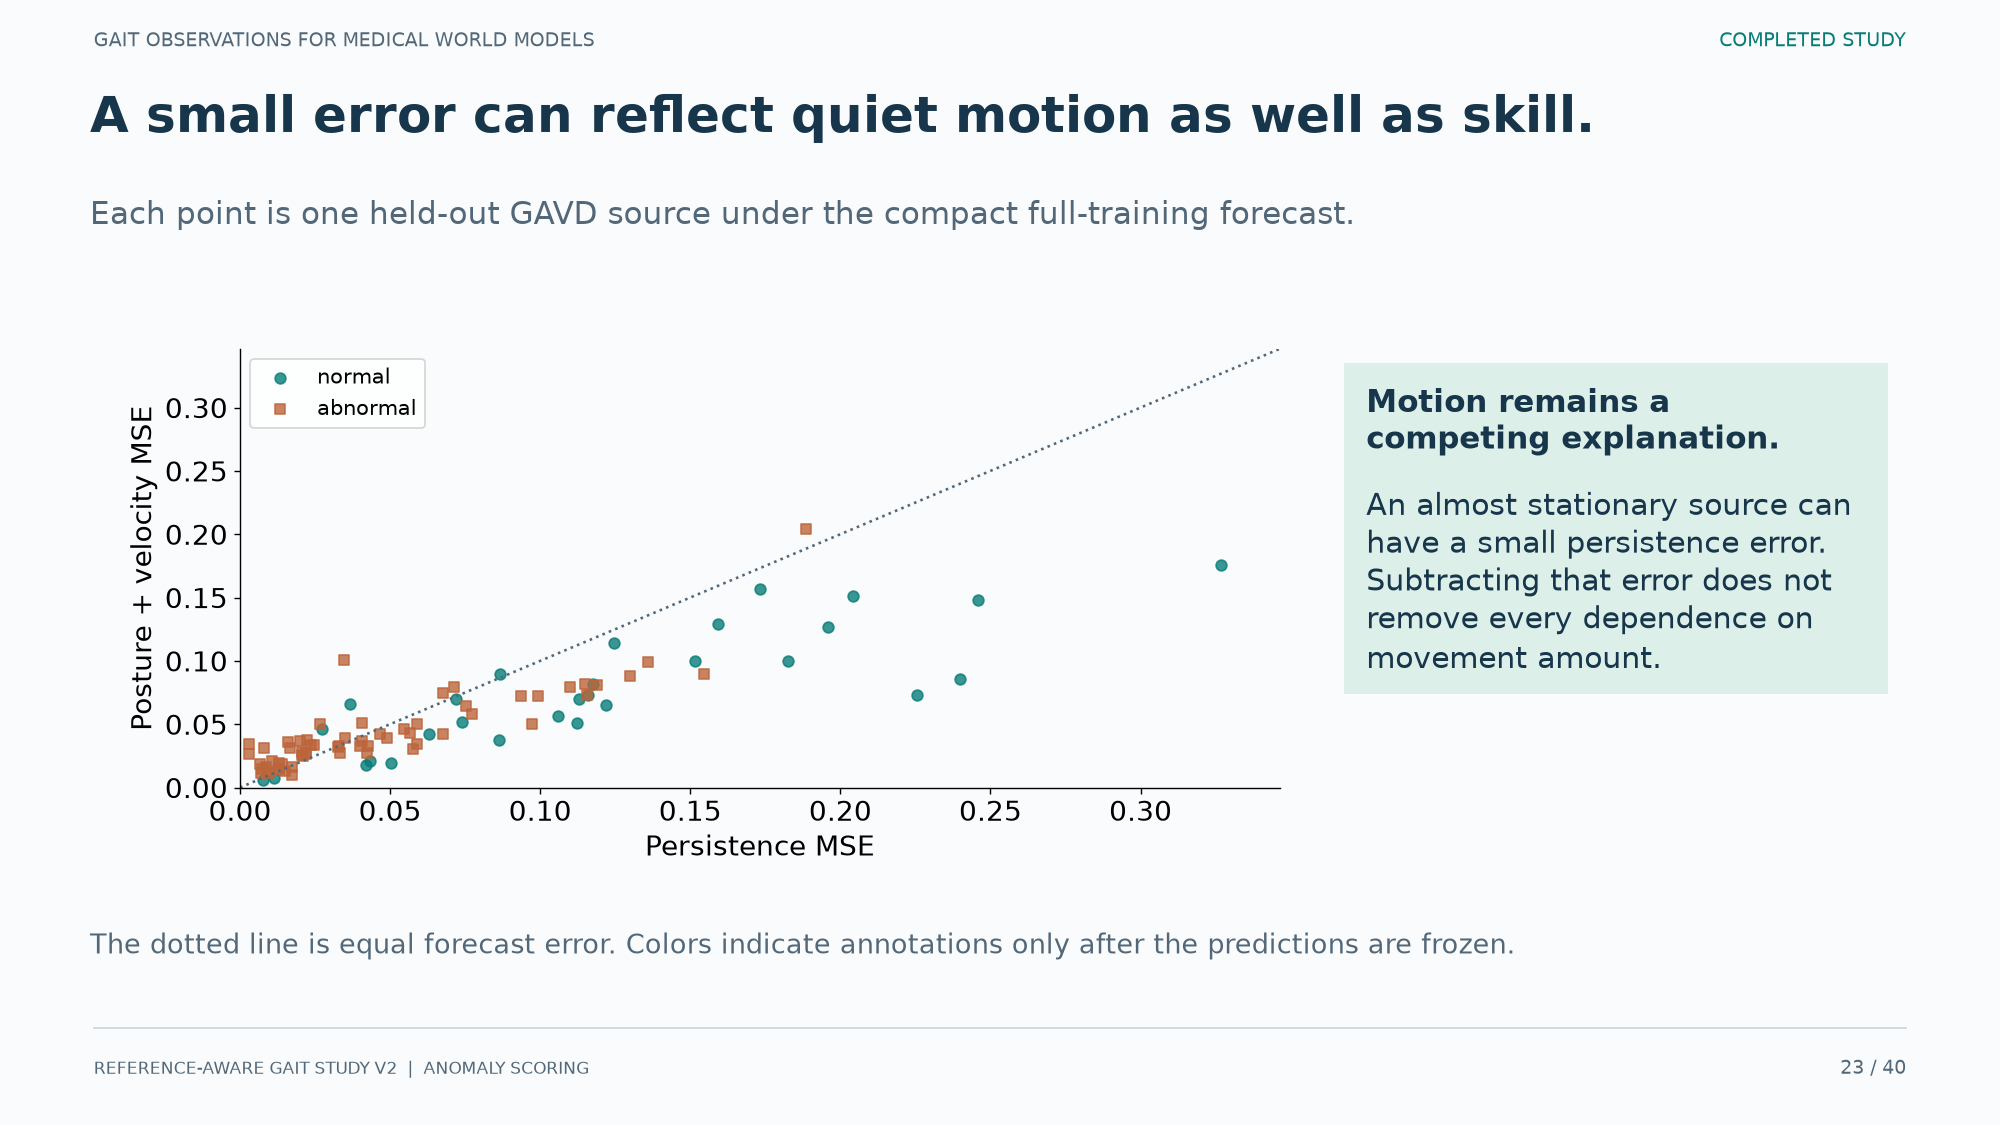 GAIT OBSERVATIONS FOR MEDICAL WORLD MODELS
COMPLETED STUDY
A small error can reflect quiet motion as well as skill.
Each point is one held-out GAVD source under the compact full-training forecast.
normal
abnormal
Posture + velocity MSE
0.30
0.25
0.20
0.15
0.10
0.05
0.00
0.00 0.05 0.10 0.15 0.20 0.25 0.30
Persistence MSE
Motion remains a
competing explanation.
An almost stationary source can
have a small persistence error.
Subtracting that error does not
remove every dependence on
movement amount.
The dotted line is equal forecast error. Colors indicate annotations only after the predictions are frozen.
REFERENCE-AWARE GAIT STUDY V2 | ANOMALY SCORING
23 / 40